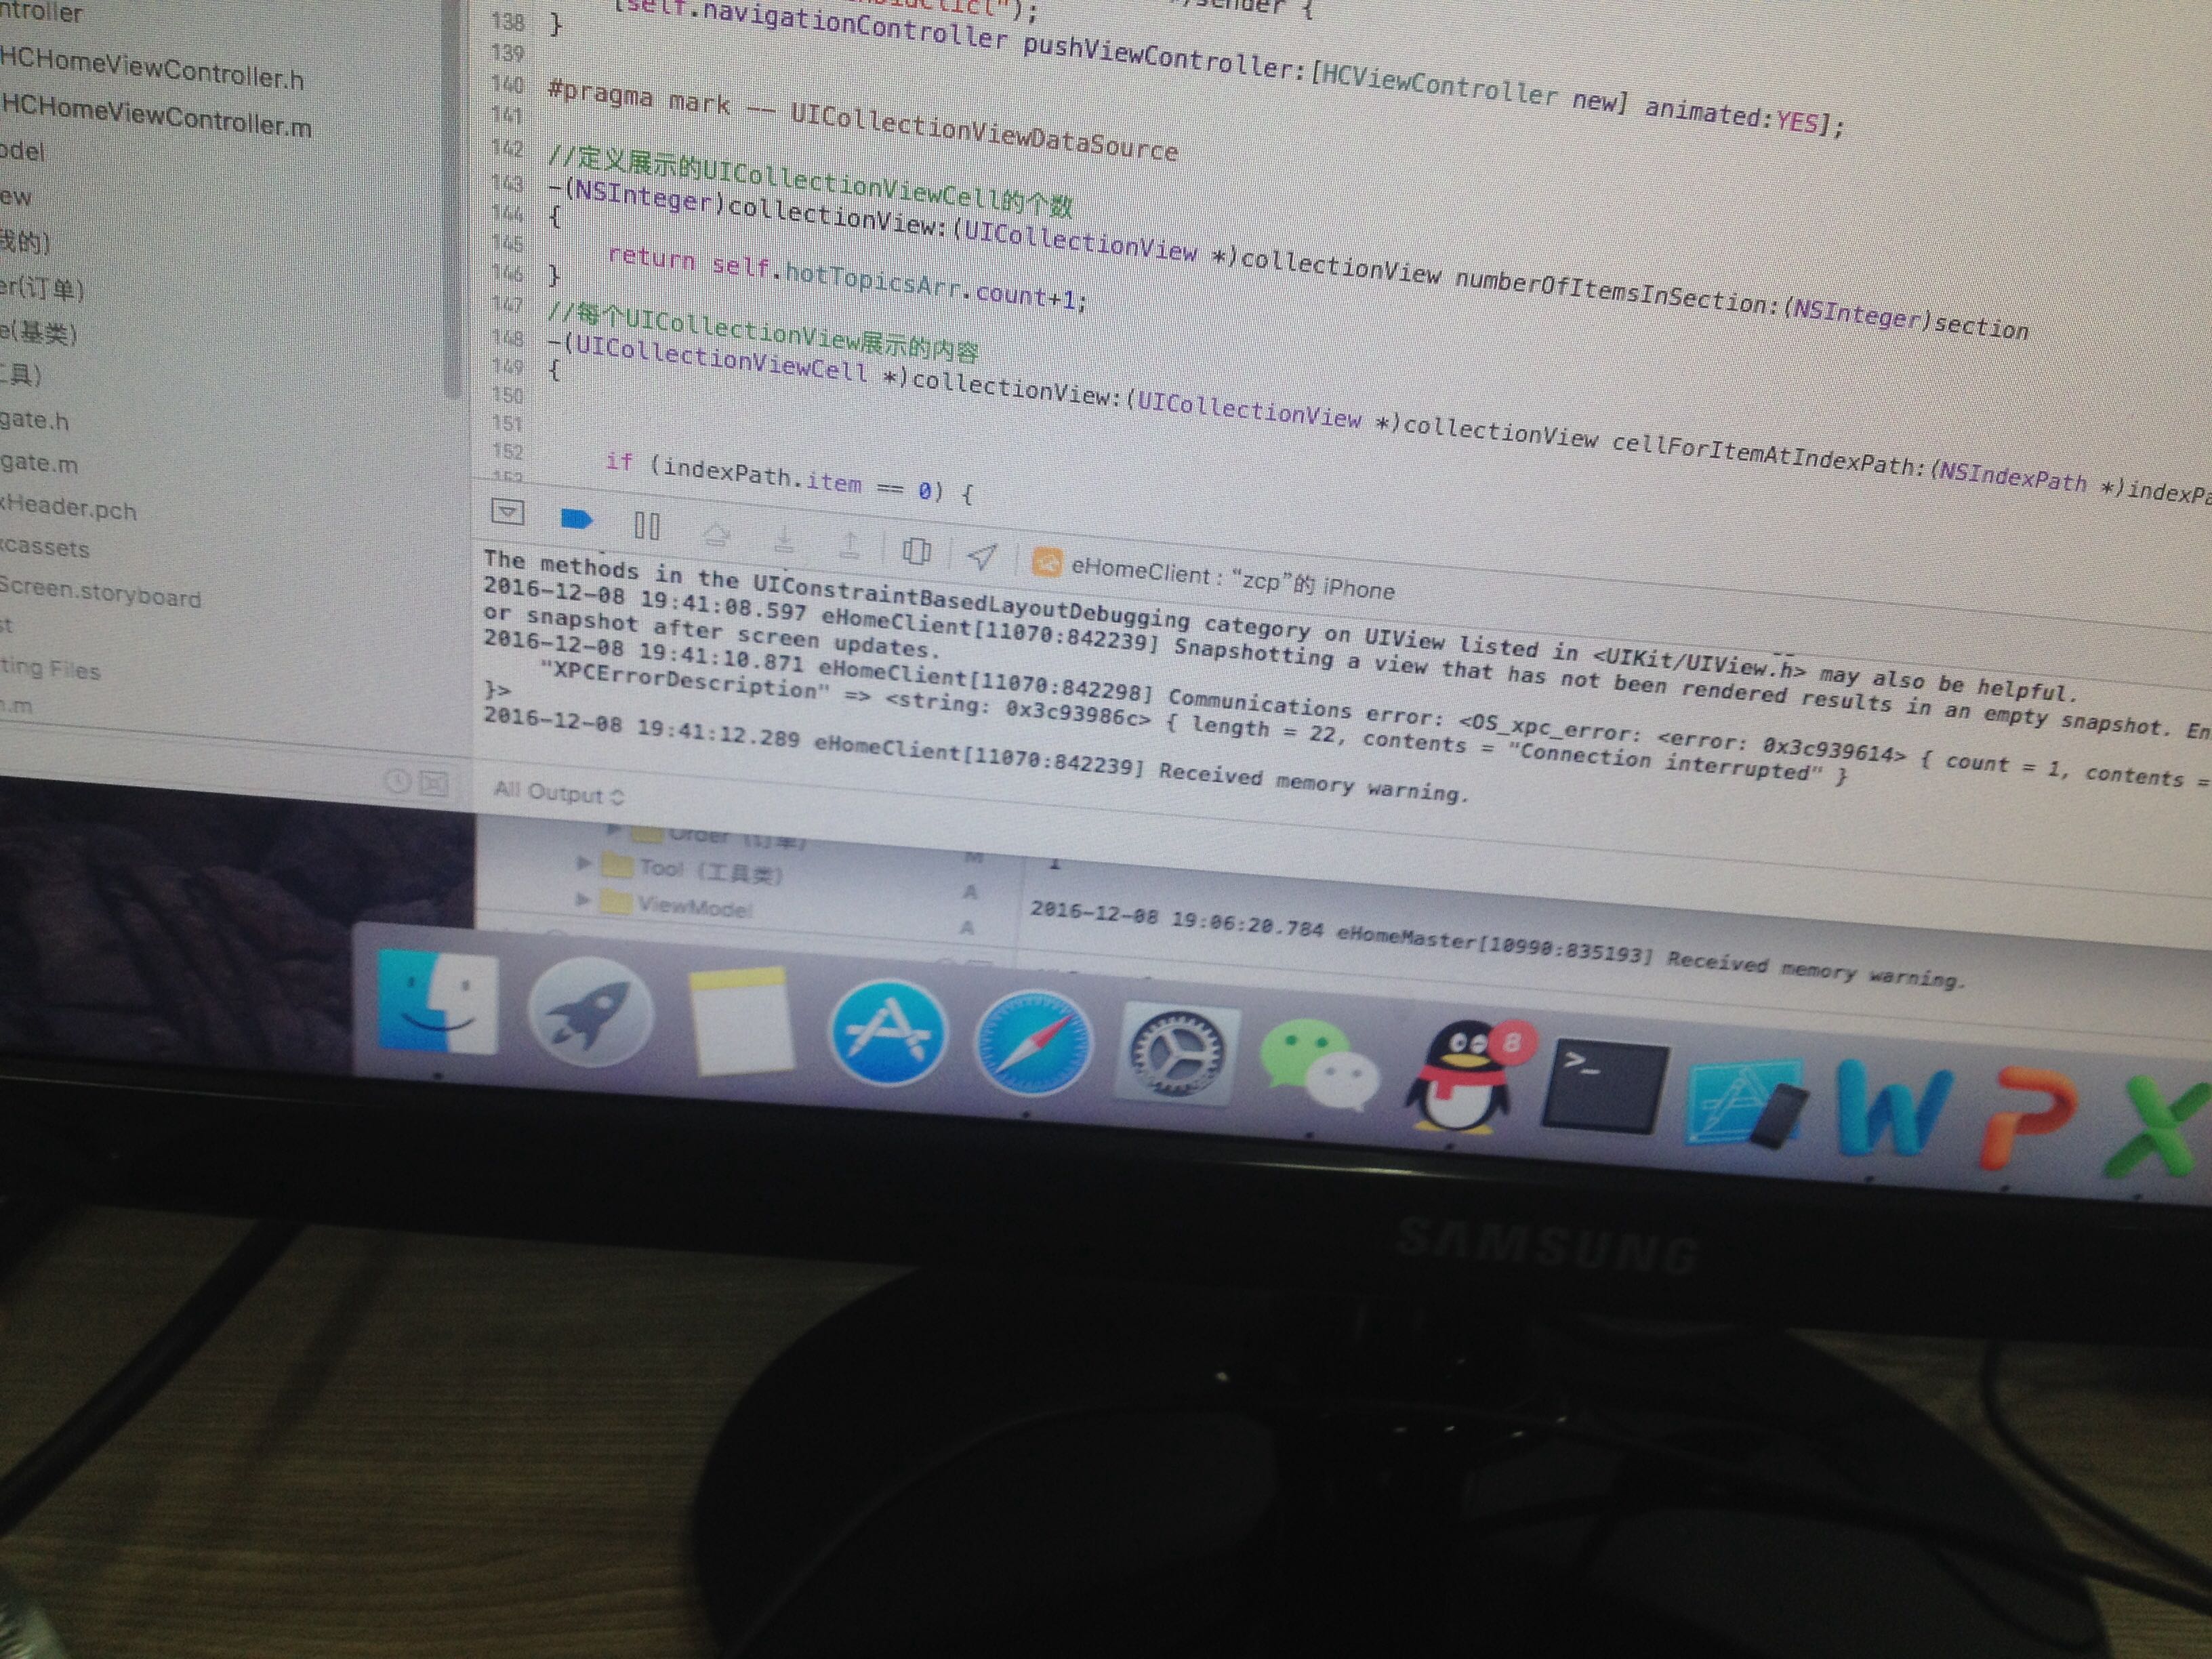 ntroller
HCHomeViewController.h
HCHomeViewController.m
odel
ew
我的)
er(订单)
e(基类)
具)
gate.h
gate.m
Header.pch
cassets
Screen.storyboard
st
ting Files
.m
");
sender {
[self.navigationController pushViewController:[HCViewController new] animated:YES];
138 }
139
140 #pragma mark -- UICollectionViewDataSource
141
142 //定义展示的UICollectionViewCell的个数
143 -(NSInteger)collectionView:(UICollectionView *)collectionView numberOfItemsInSection:(NSInteger)section
144 {
145 return self.hotTopicsArr.count+1;
146 }
147 //每个UICollectionView展示的内容
148 -(UICollectionViewCell *)collectionView:(UICollectionView *)collectionView cellForItemAtIndexPath:(NSIndexPath *)indexPa
149 {
150
151
152 if (indexPath.item == 0) {
eHomeClient : “zcp”的 iPhone
The methods in the UIConstraintBasedLayoutDebugging category on UIView listed in <UIKit/UIView.h> may also be helpful.
2016-12-08 19:41:08.597 eHomeClient[11070:842239] Snapshotting a view that has not been rendered results in an empty snapshot. En
or snapshot after screen updates.
2016-12-08 19:41:10.871 eHomeClient[11070:842298] Communications error: <OS_xpc_error: <error: 0x3c939614> { count = 1, contents =
"XPCErrorDescription" => <string: 0x3c93986c> { length = 22, contents = "Connection interrupted" }
}>
2016-12-08 19:41:12.289 eHomeClient[11070:842239] Received memory warning.
All Output
Order (订单)
M
Tool (工具类)
A
ViewModel
A
2016-12-08 19:06:20.784 eHomeMaster[10990:835193] Received memory warning.
8
>_
SAMSUNG